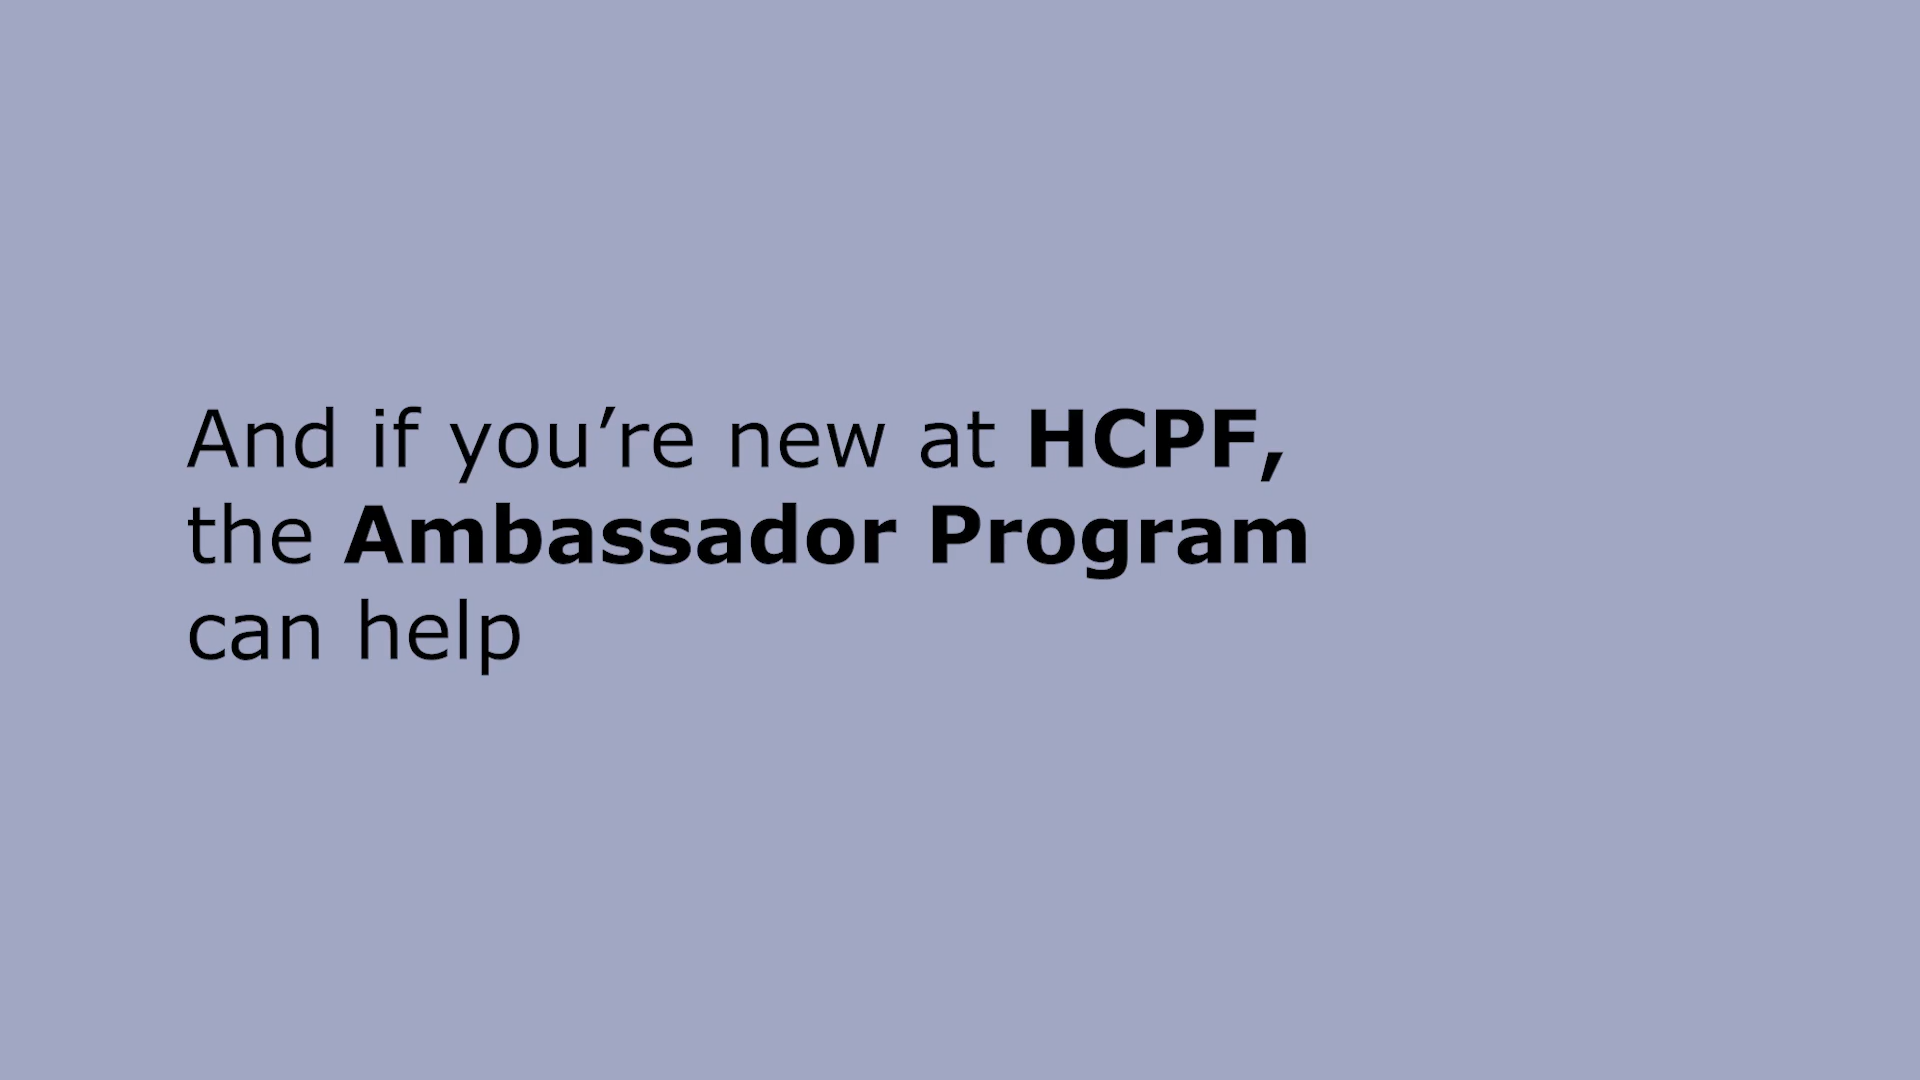 And if you’re new at HCPF,
the Ambassador Program
can help